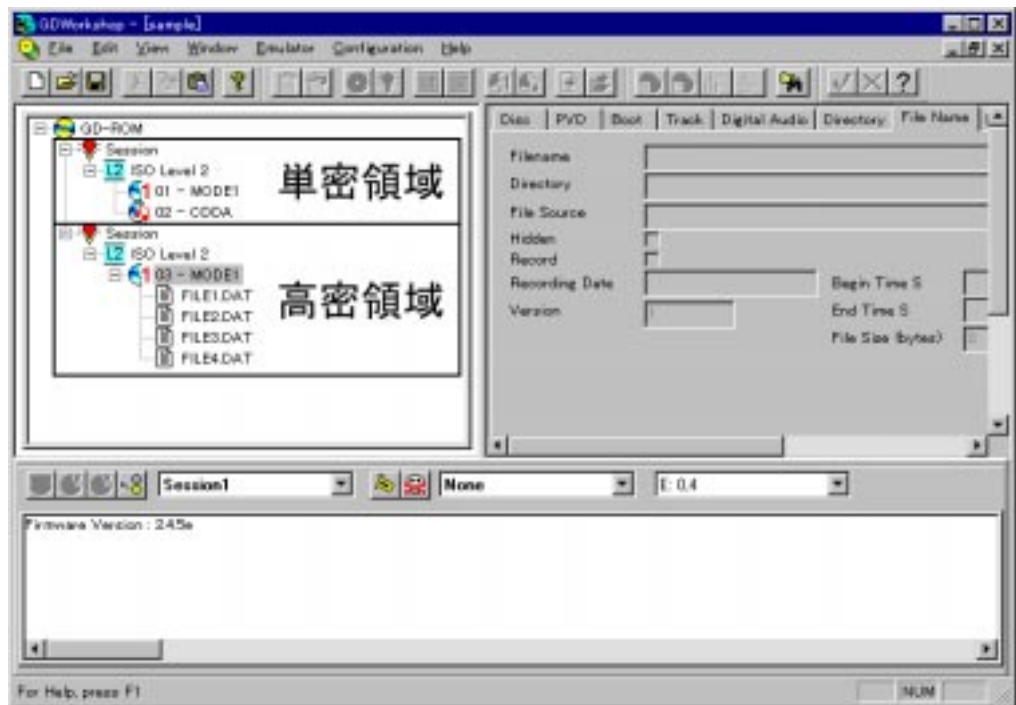 GDWorkshop - [sample]
File Edit View Window Emulator Configuration Help
GD-ROM
Session
L2 ISO Level 2
01 - MODE1
02 - CDDA
単密領域
Session
L2 ISO Level 2
03 - MODE1
FILE1.DAT
FILE2.DAT
FILE3.DAT
FILE4.DAT
高密領域
Disc PVD Boot Track Digital Audio Directory File Name
Filename
Directory
File Source
Hidden
Record
Recording Date
Version
Begin Time S
End Time S
File Size (bytes)
Session1
None
E: 0,4
Firmware Version : 2.45e
For Help, press F1
NUM